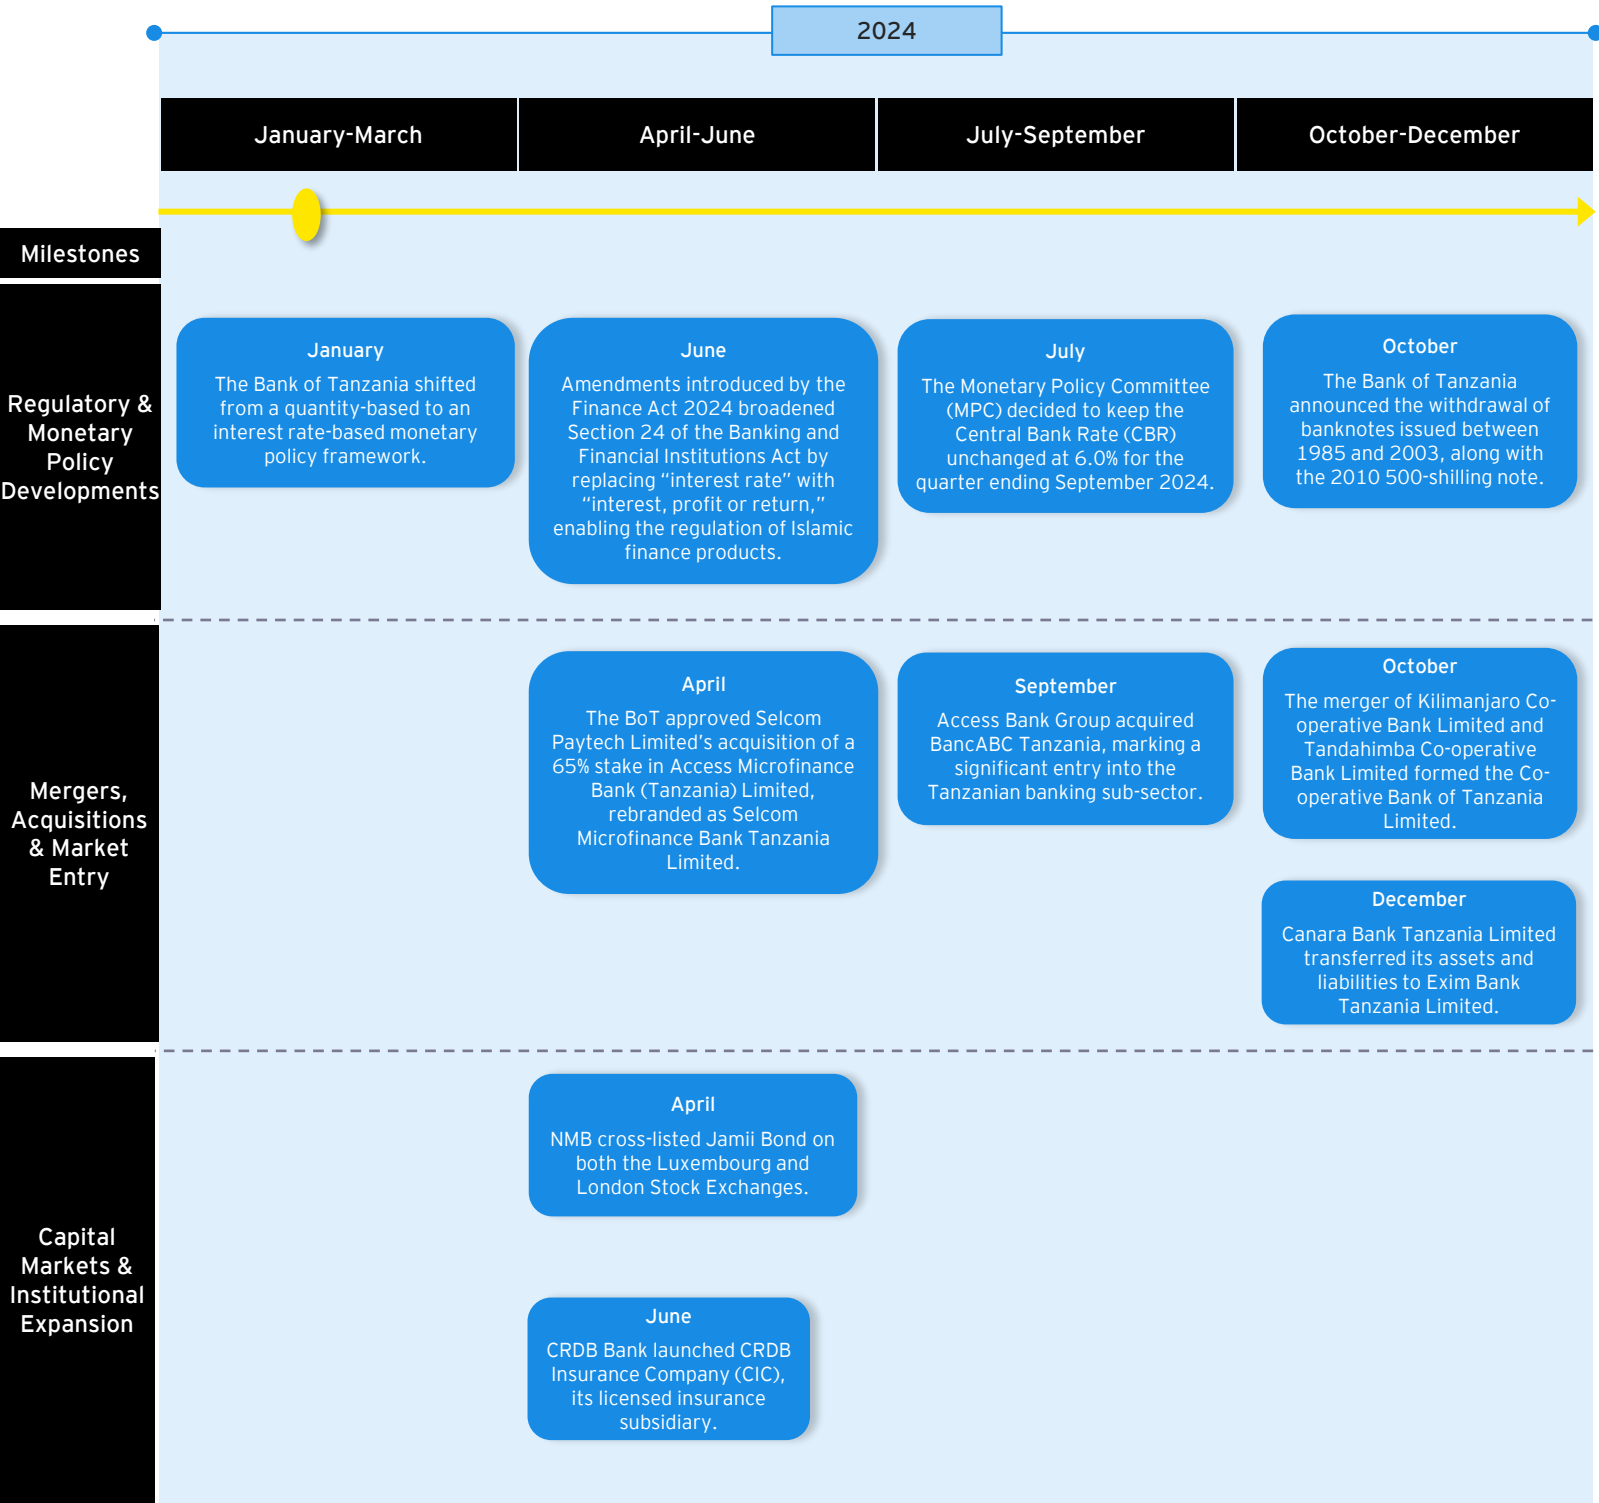 2024
January-March
April-June
July-September
October-December
Milestones
Regulatory &
Monetary
Policy
Developments
January
The Bank of Tanzania shifted
from a quantity-based to an
interest rate-based monetary
policy framework.
June
Amendments introduced by the
Finance Act 2024 broadened
Section 24 of the Banking and
Financial Institutions Act by
replacing “interest rate” with
“interest, profit or return,”
enabling the regulation of Islamic
finance products.
July
The Monetary Policy Committee
(MPC) decided to keep the
Central Bank Rate (CBR)
unchanged at 6.0% for the
quarter ending September 2024.
October
The Bank of Tanzania
announced the withdrawal of
banknotes issued between
1985 and 2003, along with
the 2010 500-shilling note.
Mergers,
Acquisitions
& Market
Entry
April
The BoT approved Selcom
Paytech Limited’s acquisition of a
65% stake in Access Microfinance
Bank (Tanzania) Limited,
rebranded as Selcom
Microfinance Bank Tanzania
Limited.
September
Access Bank Group acquired
BancABC Tanzania, marking a
significant entry into the
Tanzanian banking sub-sector.
October
The merger of Kilimanjaro Co-
operative Bank Limited and
Tandahimba Co-operative
Bank Limited formed the Co-
operative Bank of Tanzania
Limited.
December
Canara Bank Tanzania Limited
transferred its assets and
liabilities to Exim Bank
Tanzania Limited.
Capital
Markets &
Institutional
Expansion
April
NMB cross-listed Jamii Bond on
both the Luxembourg and
London Stock Exchanges.
June
CRDB Bank launched CRDB
Insurance Company (CIC),
its licensed insurance
subsidiary.